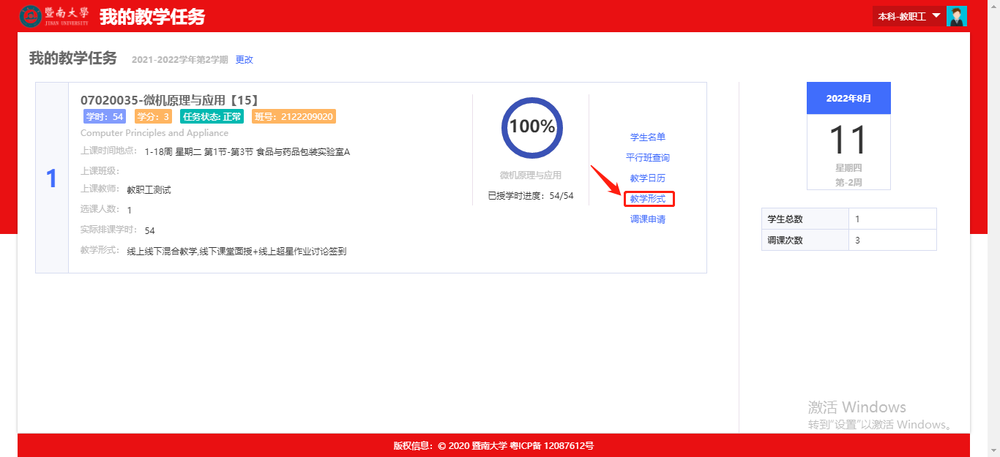 暨南大學
JINAN UNIVERSITY
我的教学任务
本科-教职工
我的教学任务 2021-2022学年第2学期 更改
1
07020035-微机原理与应用【15】
学时：54 学分：3 任务状态: 正常 班号：2122209020
Computer Principles and Appliance
上课时间地点： 1-18周 星期二 第1节-第3节 食品与药品包装实验室A
上课班级：
上课教师： 教职工测试
选课人数： 1
实际排课学时： 54
教学形式： 线上线下混合教学,线下课堂面授+线上超星作业讨论签到
100%
微机原理与应用
已授学时进度：54/54
学生名单
平行班查询
教学日历
教学形式
调课申请
2022年8月
11
星期四
第-2周
学生总数 1
调课次数 3
激活 Windows
转到"设置"以激活 Windows。
版权信息：© 2020 暨南大学 粤ICP备 12087612号